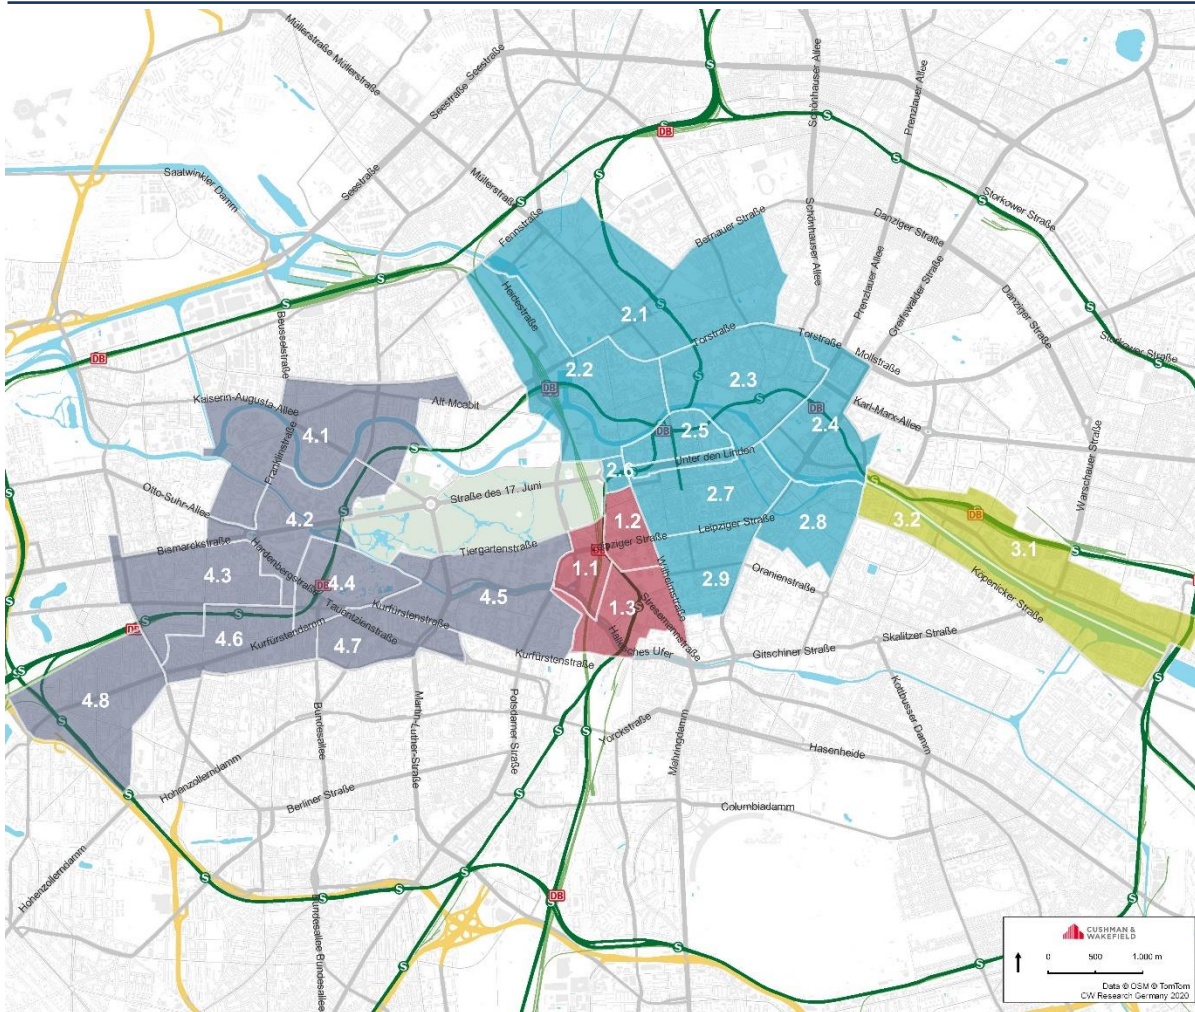 Müllerstraße Müllerstraße
Seestraße Seestraße
Schönhauser Allee
Prenzlauer Allee
DB
Saatwinkler Damm
Seestraße
Müllerstraße
Fennstraße
Bernauer Straße
Schönhauser Allee
Danziger Straße
Storkower Straße
Prenzlauer Allee
Greifswalder Straße
Danziger Straße
Storkower Straße
Heidestraße
2.1
Beusselstraße
Torstraße
Torstraße
Mollstraße
DB
2.2
2.3
DB
Kaiserin-Augusta-Allee
Alt-Moabit
DB
2.4
Karl-Marx-Allee
4.1
DB
2.5
Warschauer Straße
Franklinstraße
2.6
Unter den Linden
Otto-Suhr-Allee
Straße des 17. Juni
2.7
4.2
1.2
Leipziger Straße
2.8
3.2
DB
3.1
Bismarckstraße
Tiergartenstraße
DB
Hardenbergstraße
4.3
4.4
DB
1.1
Wilhelmstraße
2.9
Oranienstraße
Köpenicker Straße
4.5
1.3
Stresemannstraße
Kurfürstenstraße
Tauentzienstraße
DB
4.6
Kurfürstendamm
4.7
Skalitzer Straße
Gitschiner Straße
Kurfürstenstraße
4.8
Bundesallee
Martin-Luther-Straße
Potsdamer Straße
Yorckstraße
Mehringdamm
Kottbusser Damm
Hasenheide
Hohenzollerndamm
Berliner Straße
Columbiadamm
Hohenzollerndamm
DB
Bundesallee Bundesallee
CUSHMAN &
WAKEFIELD
0 500 1.000 m
Data © OSM © TomTom
CW Research Germany 2020